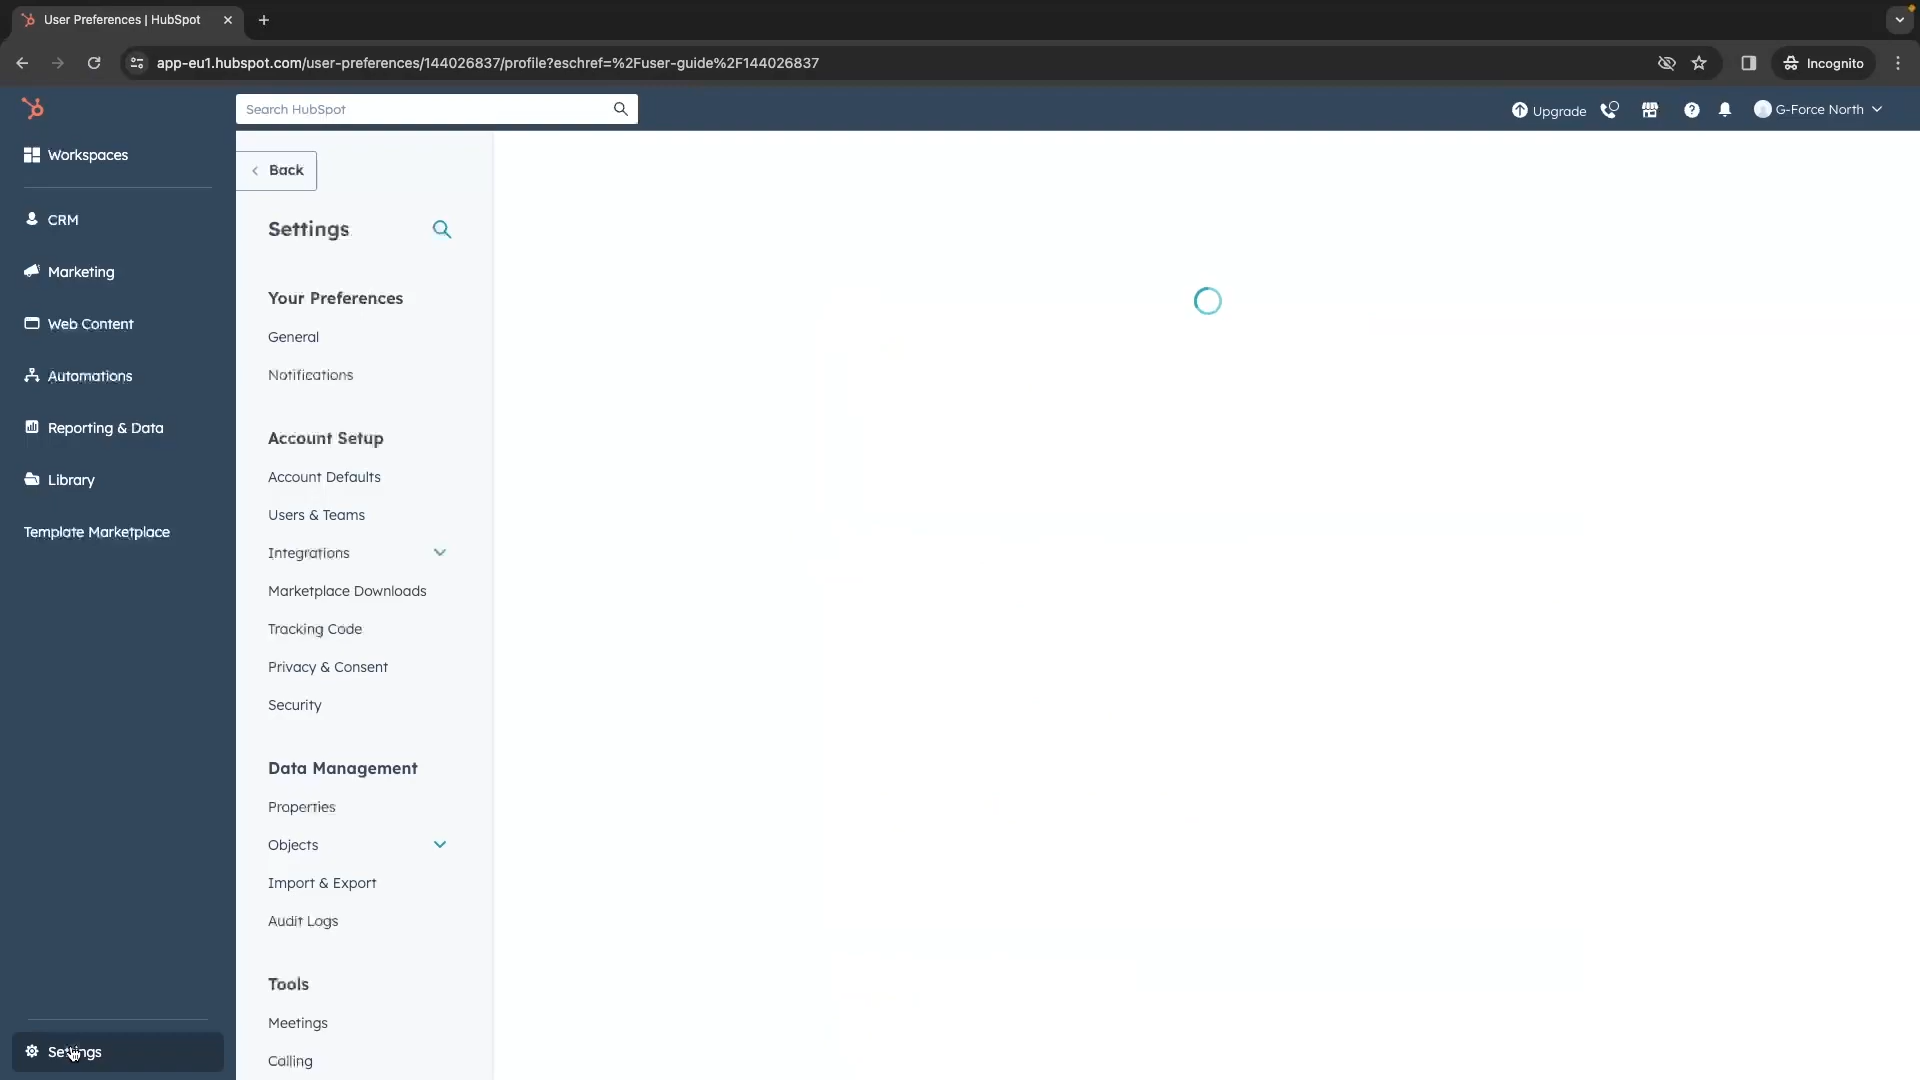 User Preferences | HubSpot
app-eu1.hubspot.com/user-preferences/144026837/profile?eschref=%2Fuser-guide%2F144026837
Incognito
Search HubSpot
Upgrade
G-Force North
Workspaces
CRM
Marketing
Web Content
Automations
Reporting & Data
Library
Template Marketplace
Settings
Back
Settings
Your Preferences
General
Notifications
Account Setup
Account Defaults
Users & Teams
Integrations
Marketplace Downloads
Tracking Code
Privacy & Consent
Security
Data Management
Properties
Objects
Import & Export
Audit Logs
Tools
Meetings
Calling